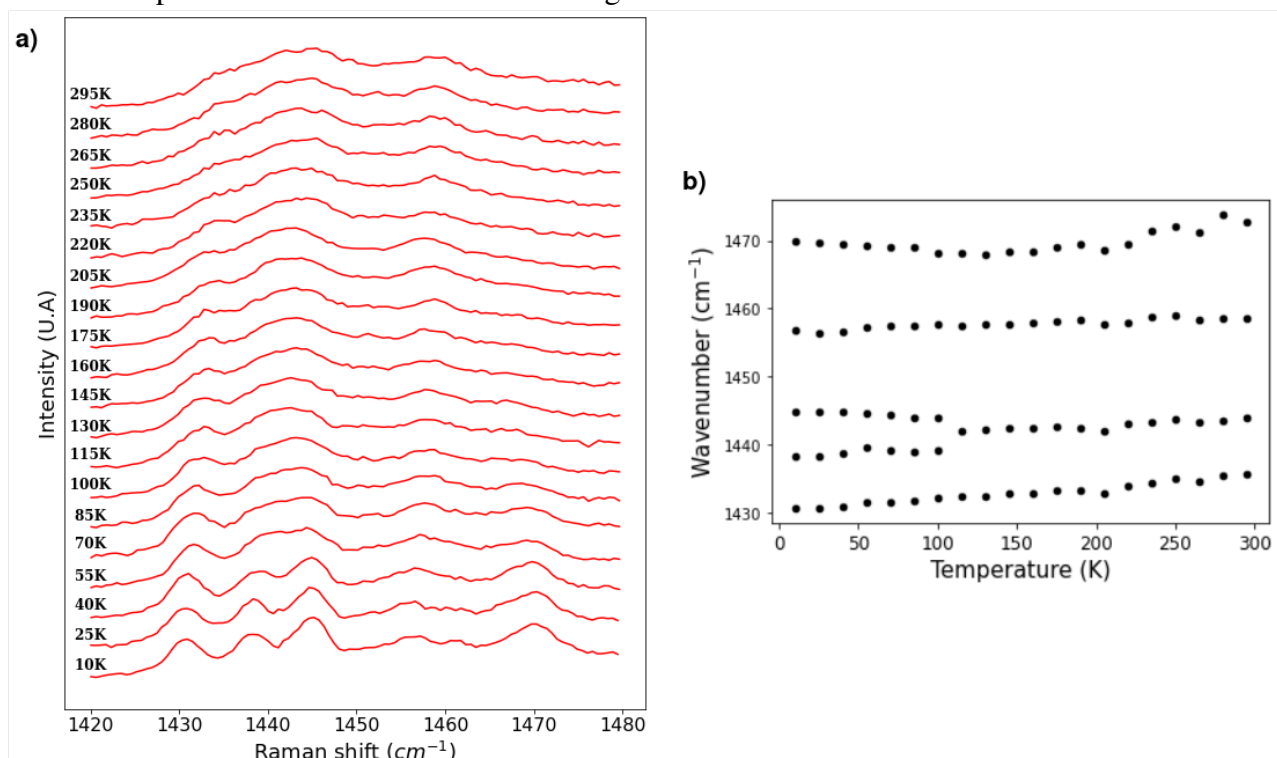 a)
295K
280K
265K
250K
235K
220K
205K
190K
175K
160K
145K
130K
115K
100K
85K
70K
55K
40K
25K
10K
Intensity (U.A)
1420 1430 1440 1450 1460 1470 1480
Raman shift (cm⁻¹)
b)
1470
1460
1450
1440
1430
Wavenumber (cm⁻¹)
0 50 100 150 200 250 300
Temperature (K)